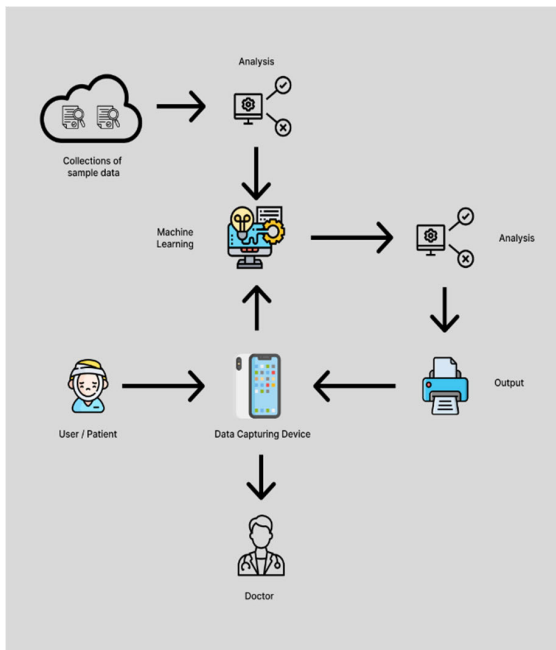 Analysis
Collections of
sample data
Machine
Learning
Analysis
Output
User / Patient
Data Capturing Device
Doctor